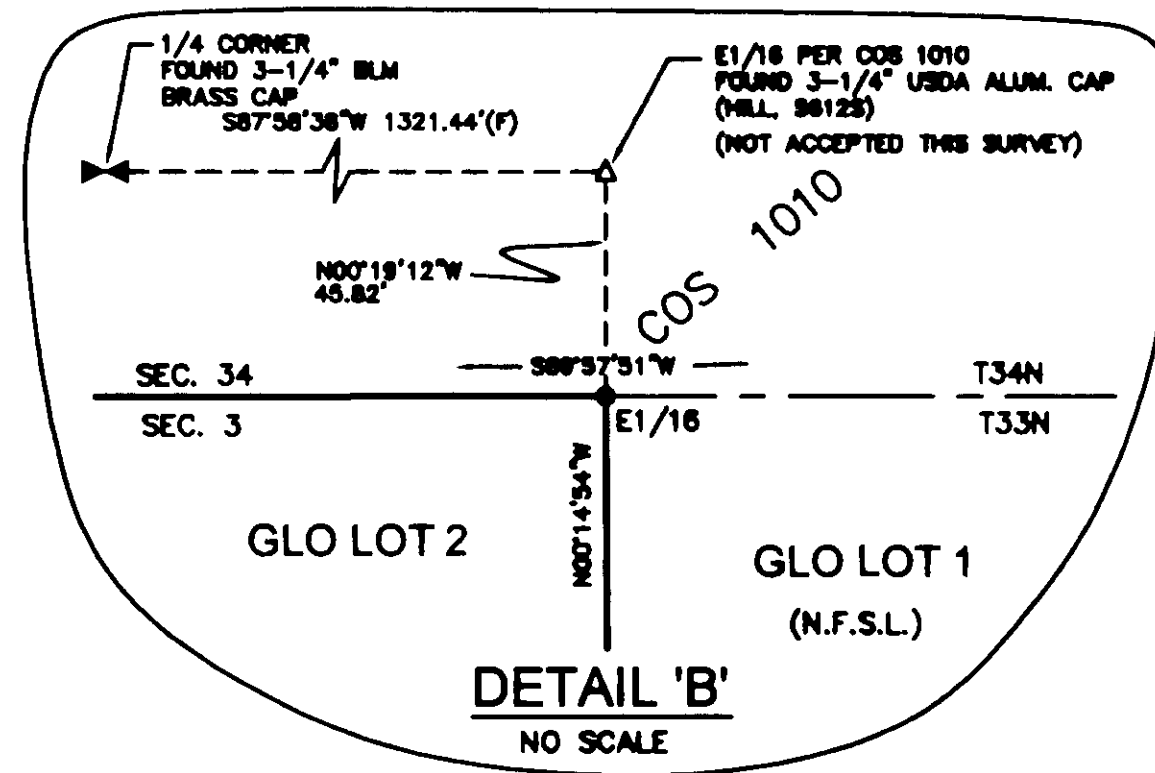 1/4 CORNER
FOUND 3-1/4" BLM
BRASS CAP
S87°58'38"W 1321.44'(F)
E1/16 PER COS 1010
FOUND 3-1/4" USDA ALUM. CAP
(HILL, 9612S)
(NOT ACCEPTED THIS SURVEY)
COS 1010
N00°19'12"W
45.82'
SEC. 34
T34N
SEC. 3
E1/16
T33N
N00°14'54"W
GLO LOT 2
GLO LOT 1
(N.F.S.L.)
DETAIL 'B'
NO SCALE